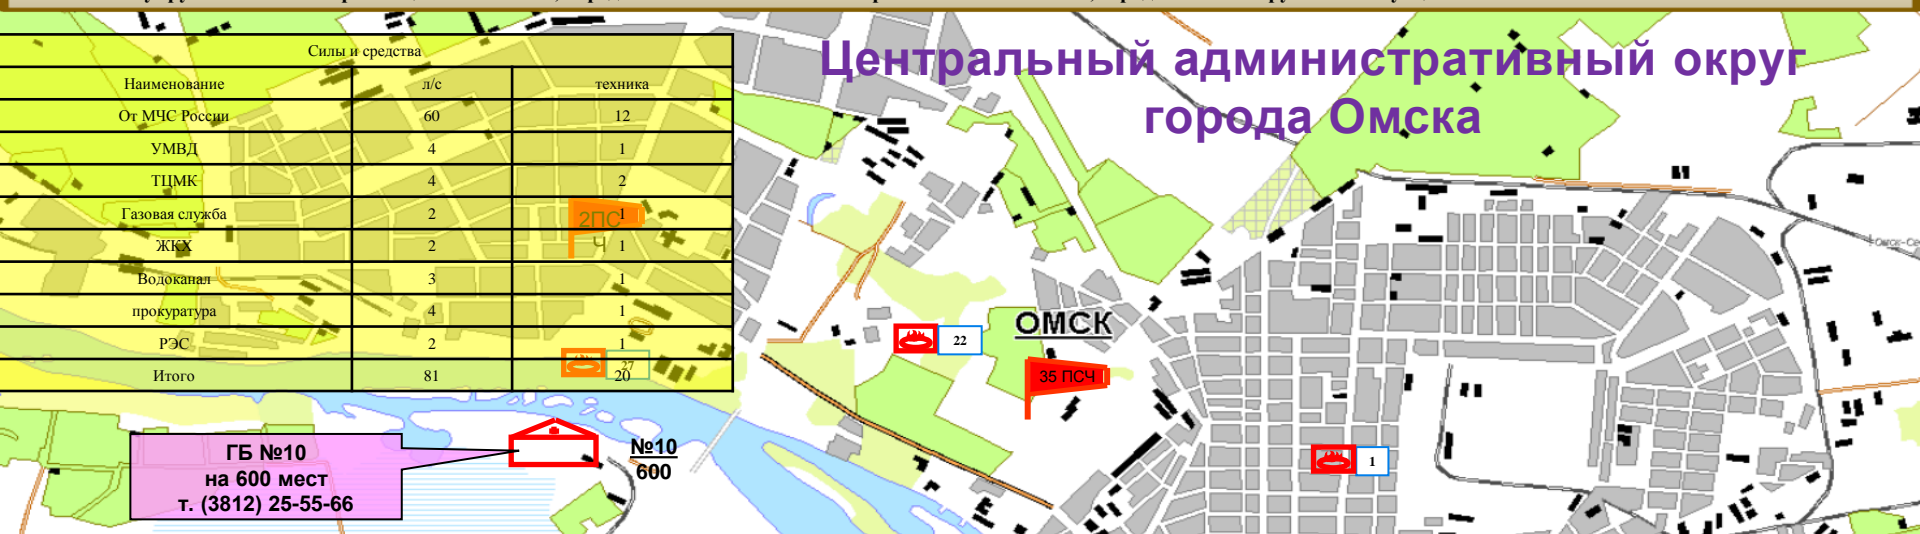 Центральный административный округ
города Омска
Силы и средства
Наименование л/с техника
От МЧС России 60 12
УМВД 4 1
ТЦМК 4 2
Газовая служба 2 1
ЖКХ 2 1
Водоканал 3 1
прокуратура 4 1
РЭС 2 1
Итого 81 20
2ПС
Ч
27
22
ОМСК
35 ПСЧ
1
ГБ №10
на 600 мест
т. (3812) 25-55-66
№10
600